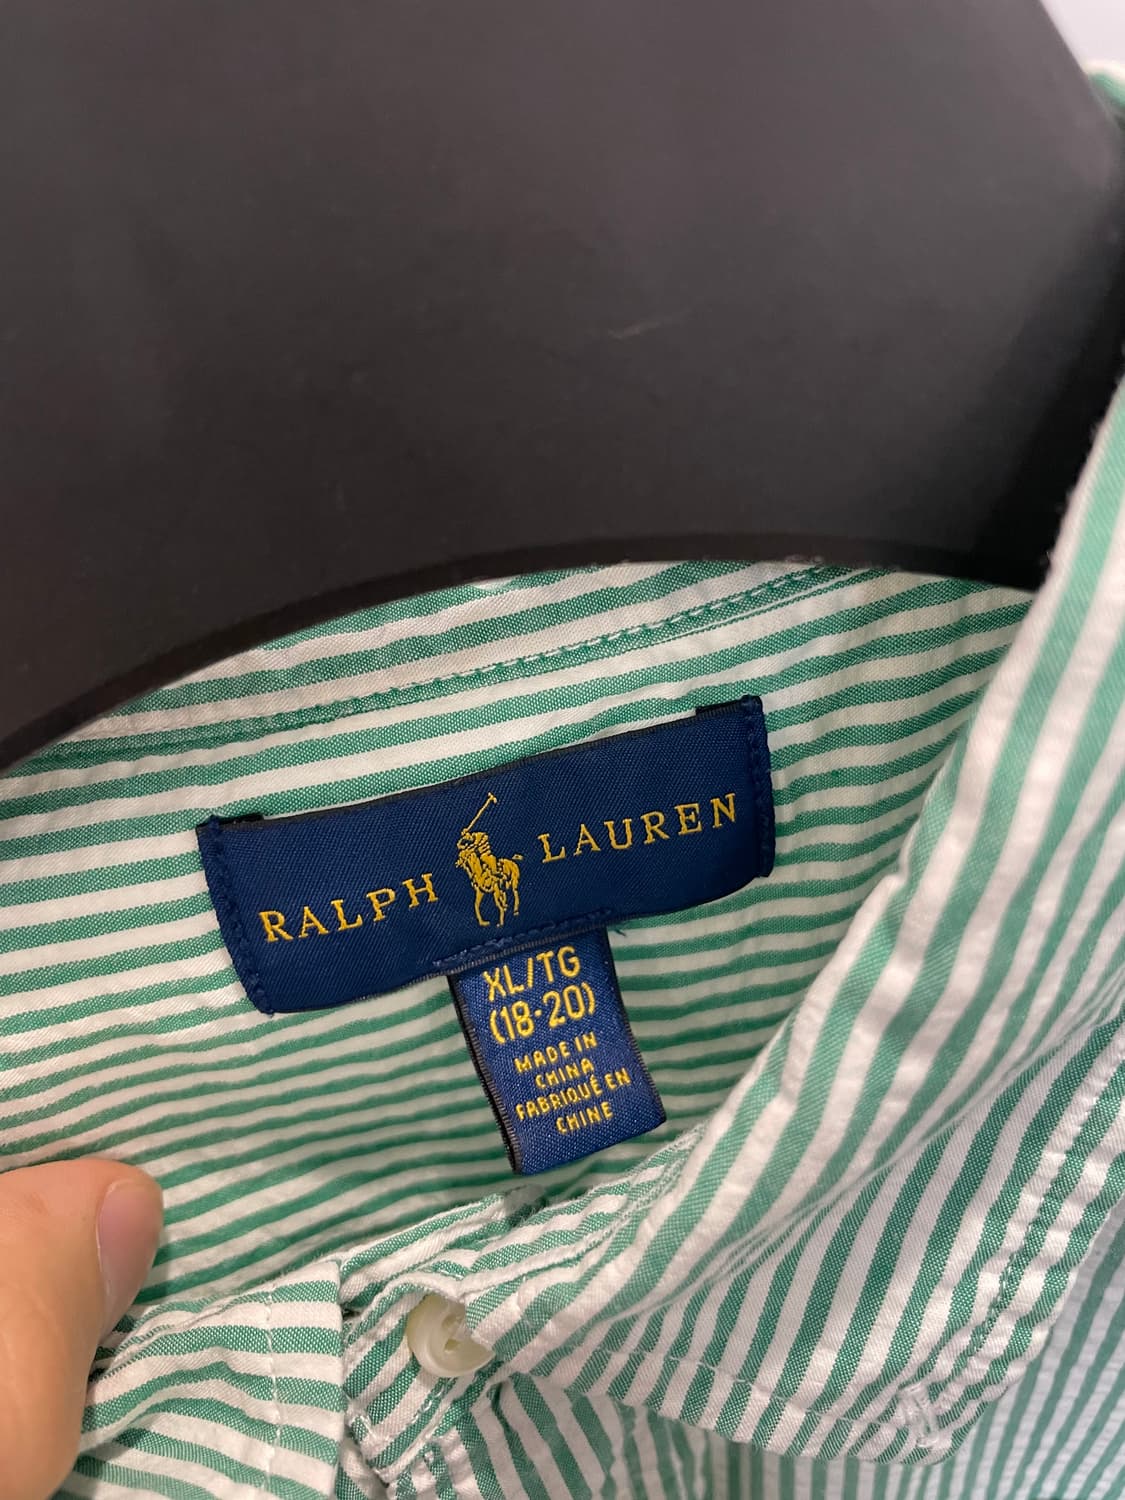 RALPH LAUREN
XL/TG
(18-20)
MADE IN
CHINA
FABRIQUÉ EN
CHINE